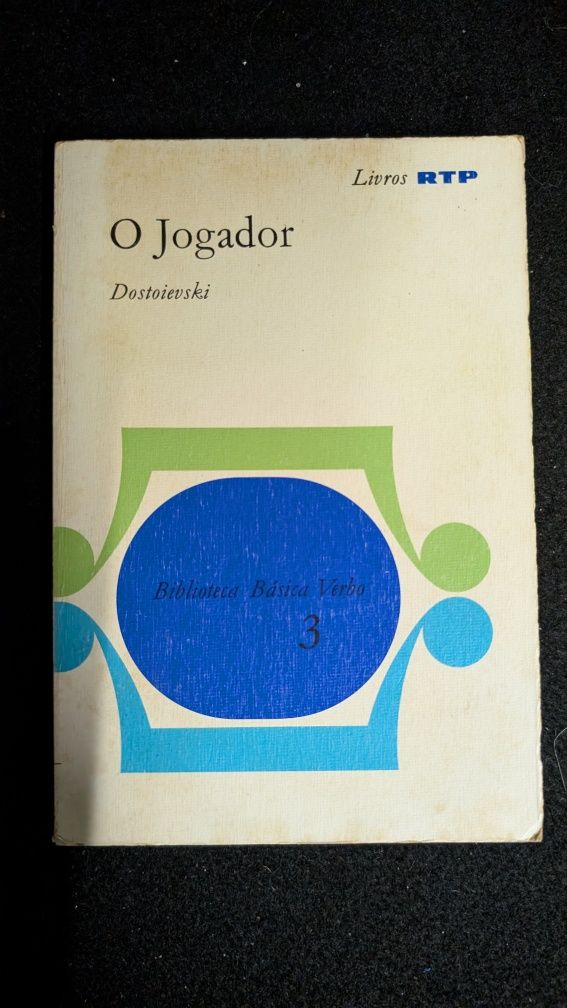 Livros RTP
O Jogador
Dostoievski
Biblioteca Básica Verbo
3